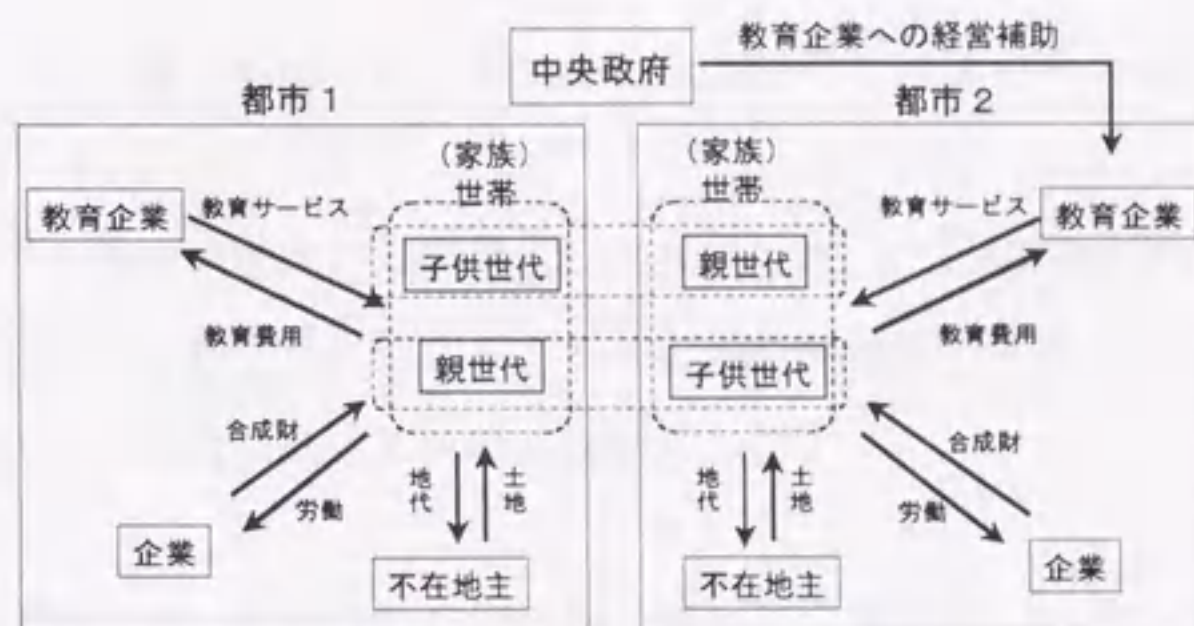 教育企業への経営補助
中央政府
都市1
都市2
(家族)
世帯
(家族)
世帯
教育企業
教育サービス
教育サービス
教育企業
子供世代
親世代
教育費用
教育費用
親世代
子供世代
合成財
合成財
労働
労働
地代
土地
地代
土地
企業
不在地主
不在地主
企業